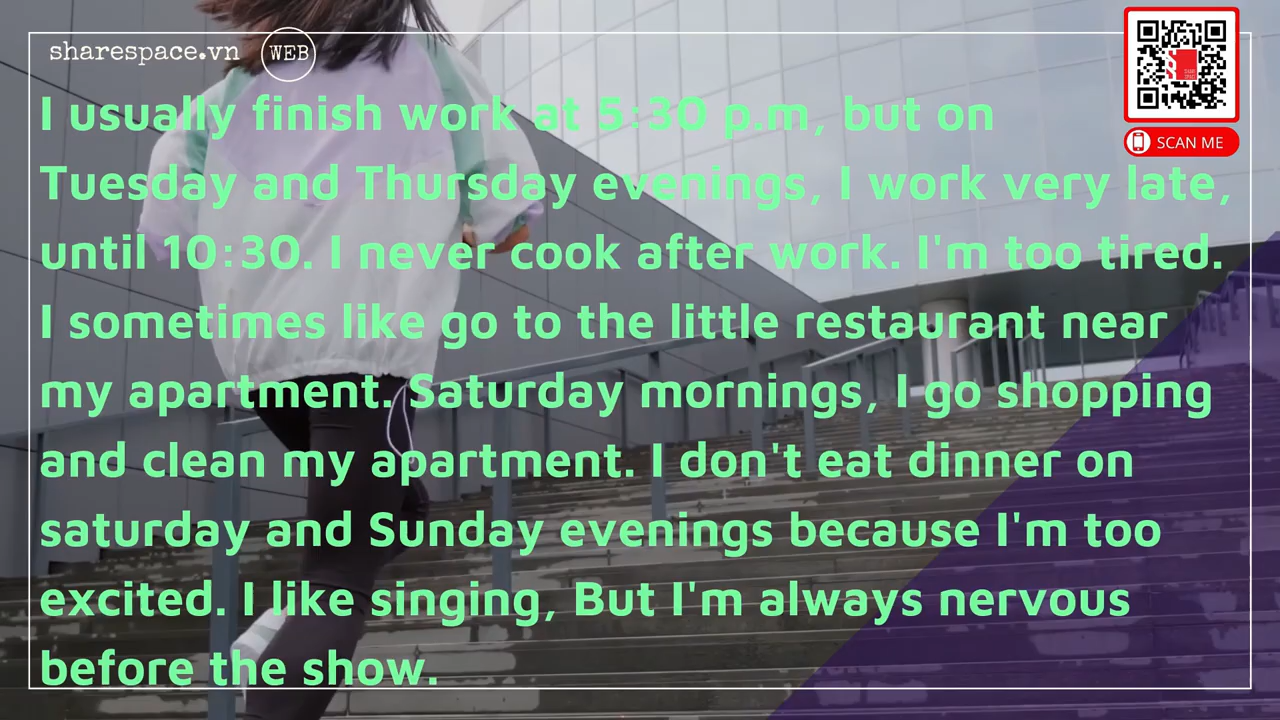 sharespace.vn WEB
SCAN ME
I usually finish work at 5:30 p.m, but on
Tuesday and Thursday evenings, I work very late,
until 10:30. I never cook after work. I'm too tired.
I sometimes like go to the little restaurant near
my apartment. Saturday mornings, I go shopping
and clean my apartment. I don't eat dinner on
saturday and Sunday evenings because I'm too
excited. I like singing, But I'm always nervous
before the show.